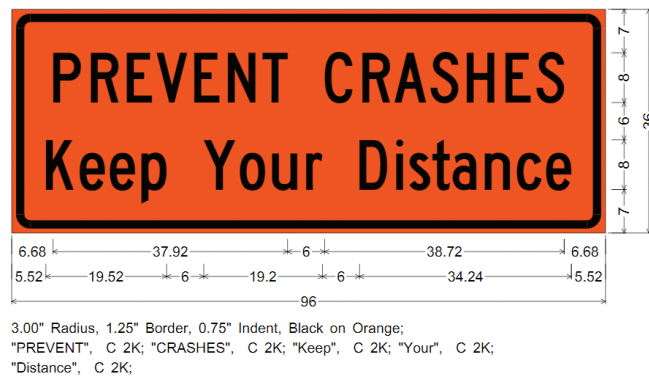 PREVENT CRASHES
Keep Your Distance
7
8
6
8
7
36
6.68 37.92 6 38.72 6.68
5.52 19.52 6 19.2 6 34.24 5.52
96
3.00" Radius, 1.25" Border, 0.75" Indent, Black on Orange;
"PREVENT", C 2K; "CRASHES", C 2K; "Keep", C 2K; "Your", C 2K;
"Distance", C 2K;